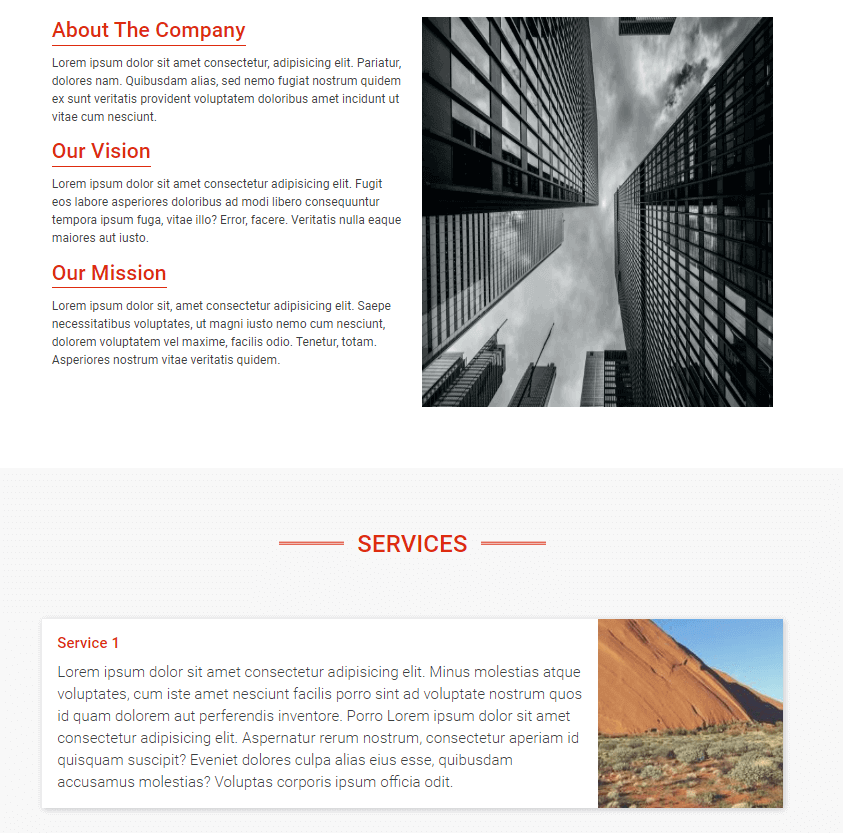 About The Company
Lorem ipsum dolor sit amet consectetur, adipisicing elit. Pariatur,
dolores nam. Quibusdam alias, sed nemo fugiat nostrum quidem
ex sunt veritatis provident voluptatem doloribus amet incidunt ut
vitae cum nesciunt.
Our Vision
Lorem ipsum dolor sit amet consectetur adipisicing elit. Fugit
eos labore asperiores doloribus ad modi libero consequuntur
tempora ipsum fuga, vitae illo? Error, facere. Veritatis nulla eaque
maiores aut iusto.
Our Mission
Lorem ipsum dolor sit, amet consectetur adipisicing elit. Saepe
necessitatibus voluptates, ut magni iusto nemo cum nesciunt,
dolorem voluptatem vel maxime, facilis odio. Tenetur, totam.
Asperiores nostrum vitae veritatis quidem.
SERVICES
Service 1
Lorem ipsum dolor sit amet consectetur adipisicing elit. Minus molestias atque
voluptates, cum iste amet nesciunt facilis porro sint ad voluptate nostrum quos
id quam dolorem aut perferendis inventore. Porro Lorem ipsum dolor sit amet
consectetur adipisicing elit. Aspernatur rerum nostrum, consectetur aperiam id
quisquam suscipit? Eveniet dolores culpa alias eius esse, quibusdam
accusamus molestias? Voluptas corporis ipsum officia odit.